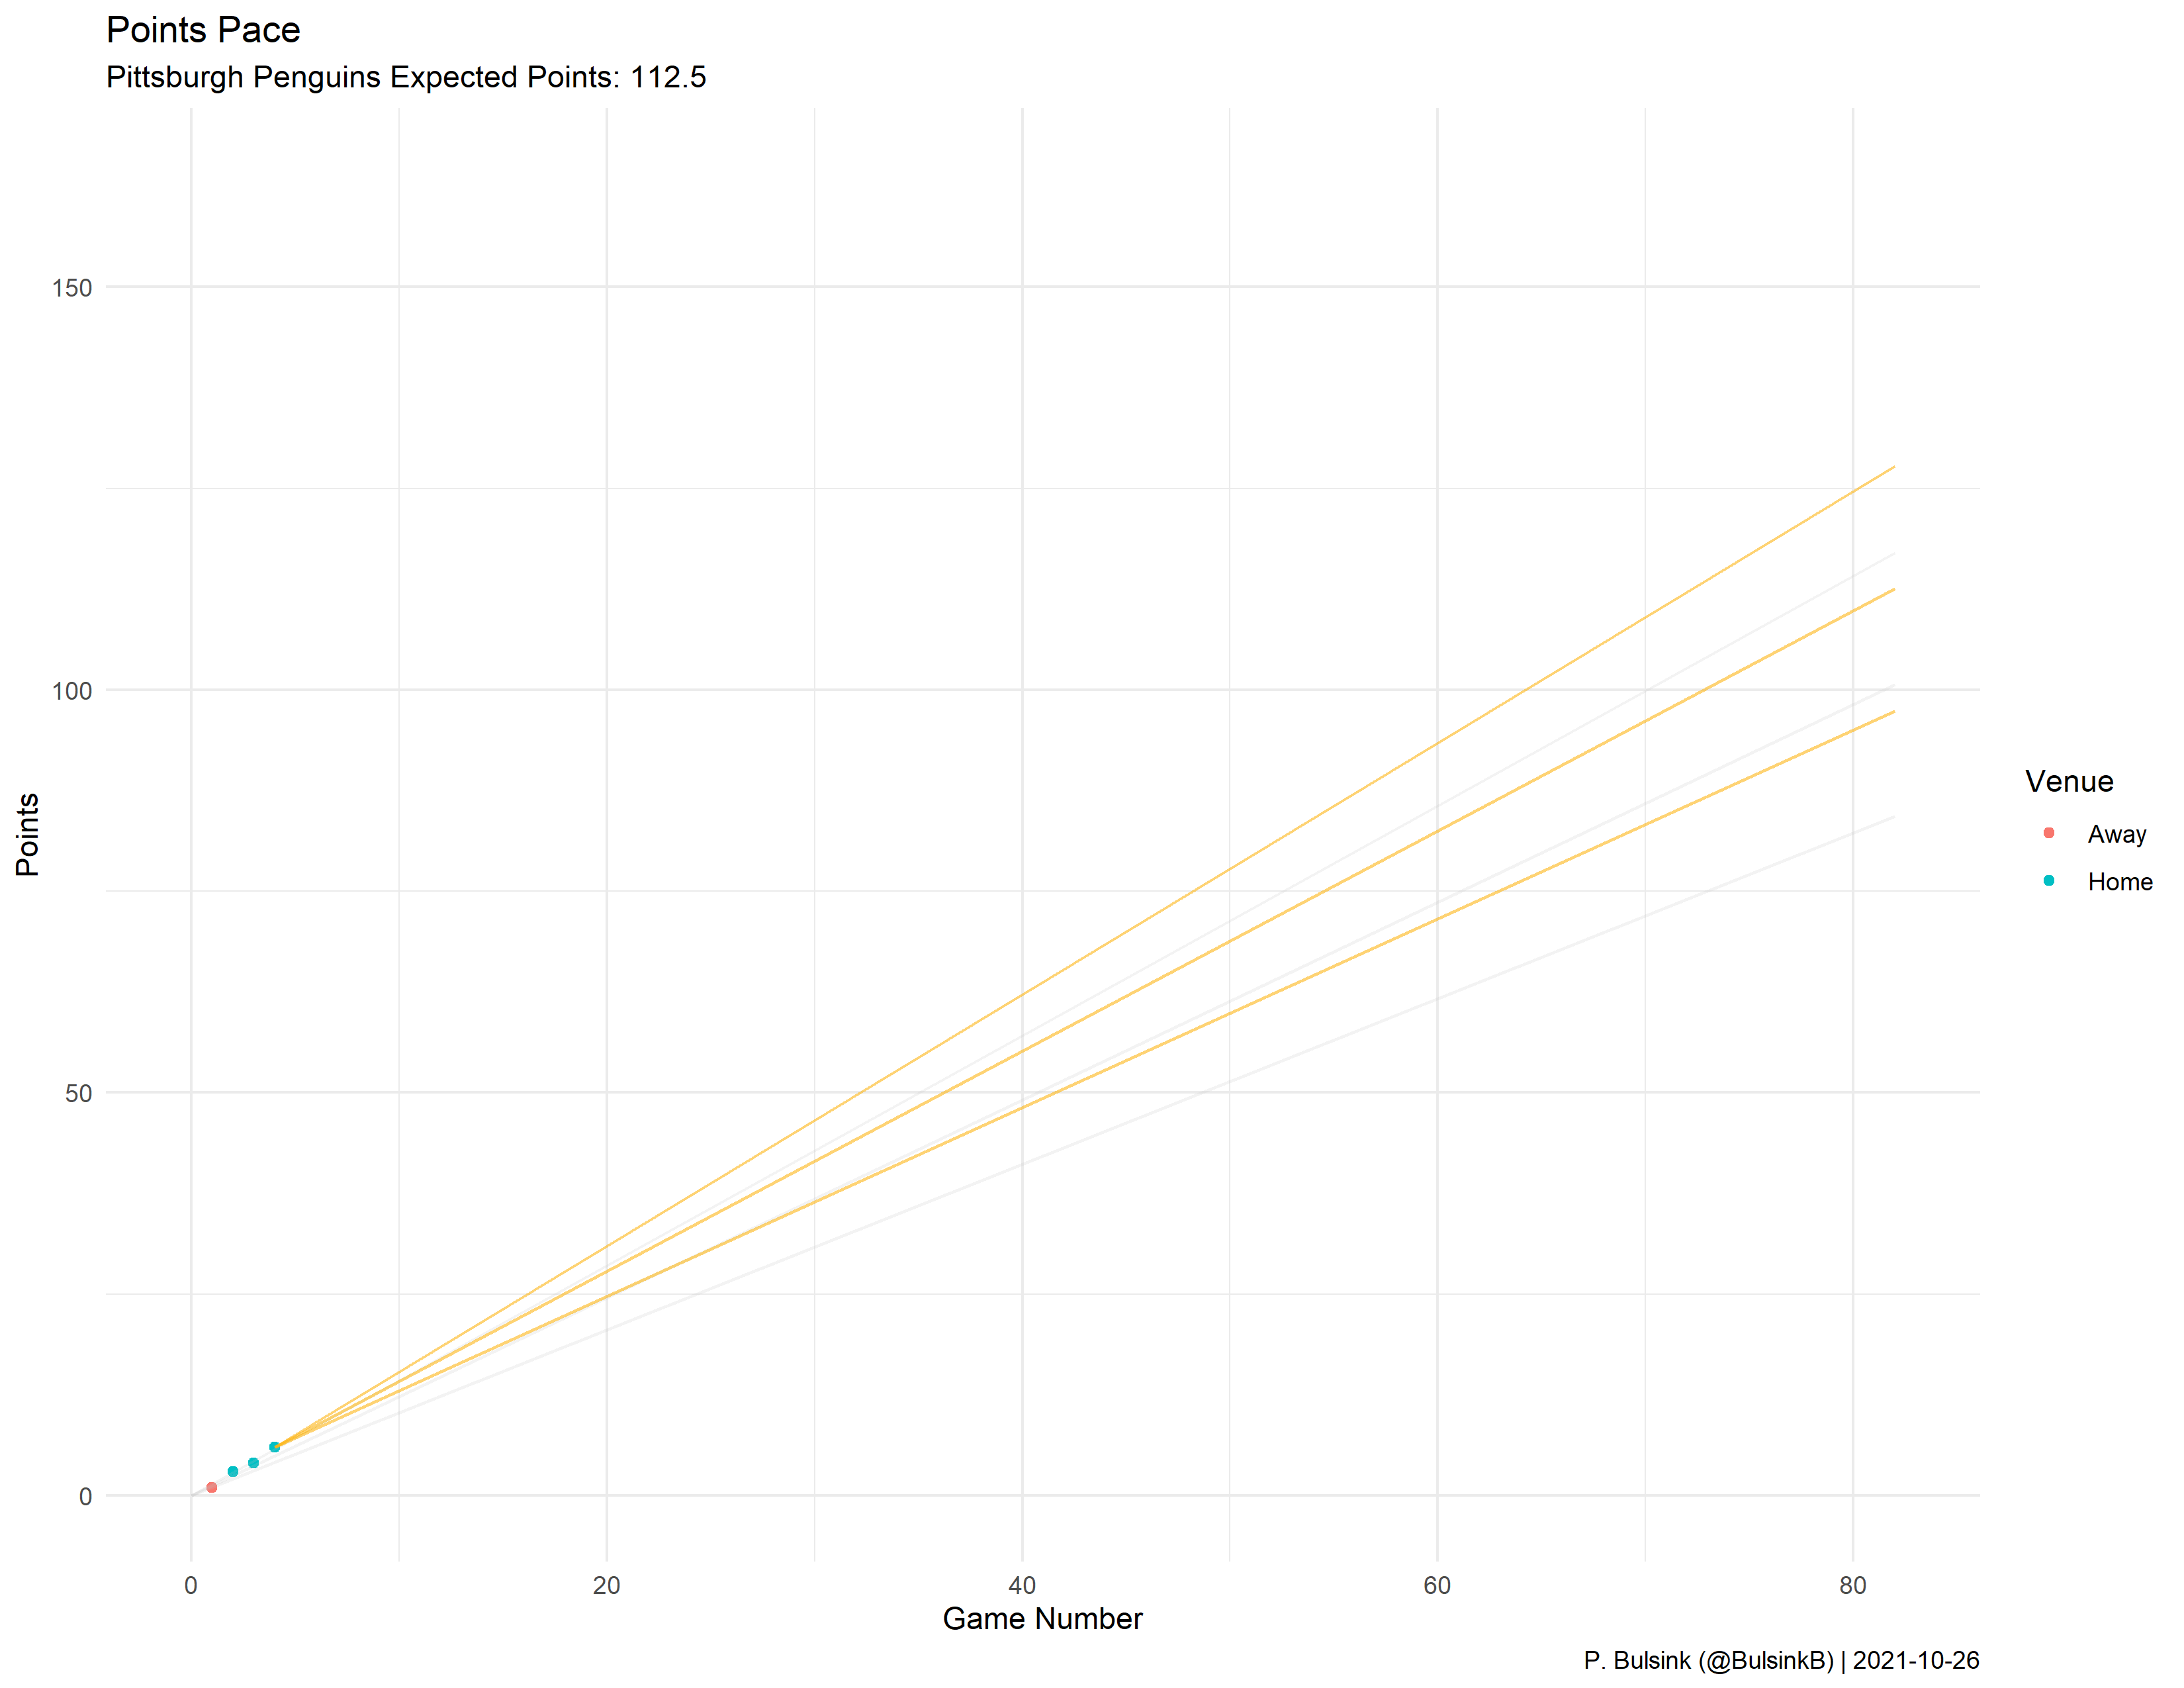 Points Pace
Pittsburgh Penguins Expected Points: 112.5
150
100
50
0
Points
0 20 40 60 80
Game Number
Venue
Away
Home
P. Bulsink (@BulsinkB) | 2021-10-26